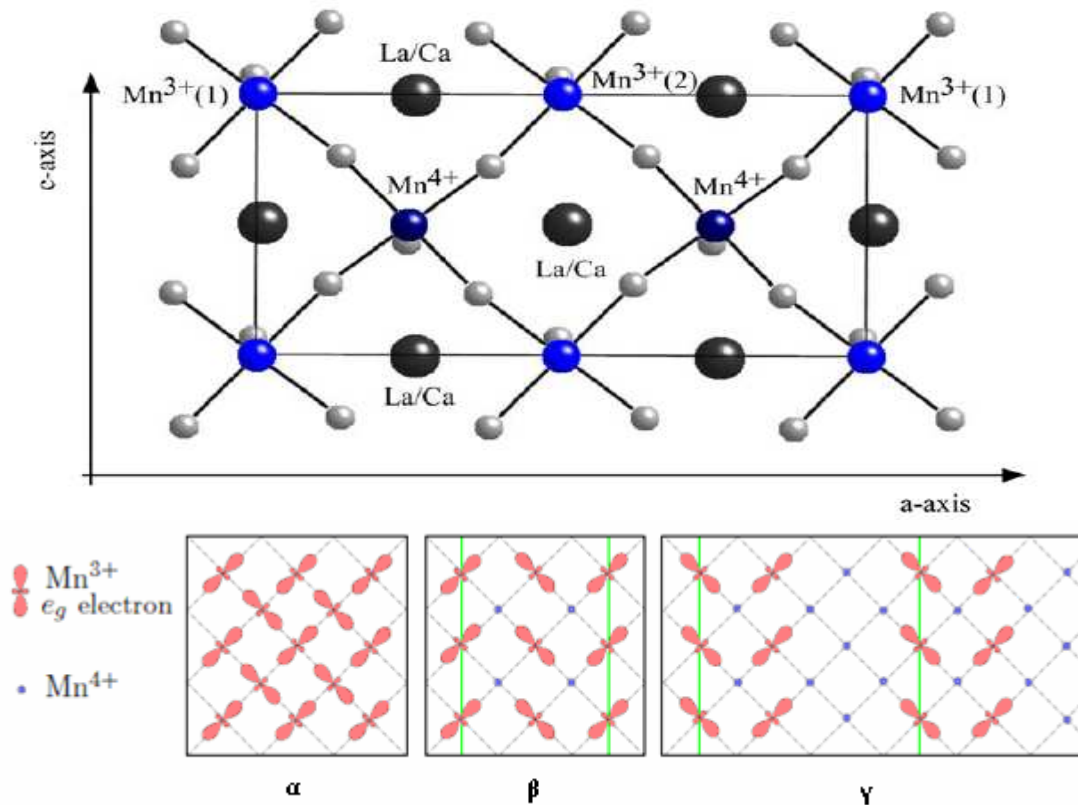 La/Ca
Mn³⁺(1)
Mn³⁺(2)
Mn³⁺(1)
c-axis
Mn⁴⁺
Mn⁴⁺
La/Ca
La/Ca
a-axis
Mn³⁺
e_g electron
Mn⁴⁺
α
β
γ